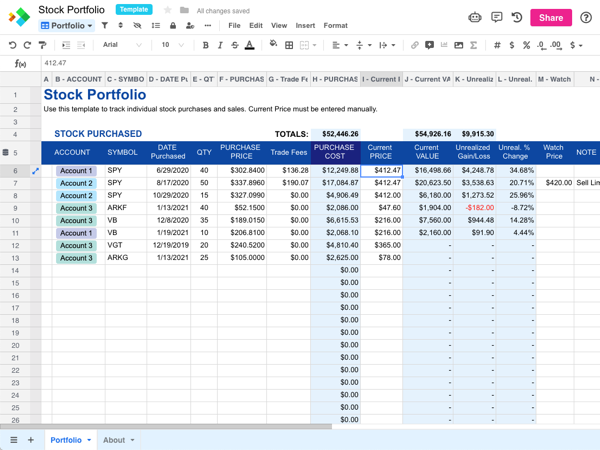 Stock Portfolio Template All changes saved
Portfolio File Edit View Insert Format
Share
Arial 10 B I S A $ % .0 .00 $
f(x) 412.47
A B - ACCOUNT C - SYMBO D - DATE E - QT F - PURCHAS G - Trade Fe H - PURCHAS I - Current J - Current VA K - Unrealiz L - Unreal. M - Watch N -
1 Stock Portfolio
2 Use this template to track individual stock purchases and sales. Current Price must be entered manually.
3
4 STOCK PURCHASED TOTALS: $52,446.26 $54,916.16 $9,915.30
5 ACCOUNT SYMBOL DATE Purchased QTY PURCHASE PRICE Trade Fees PURCHASE COST Current PRICE Current VALUE Unrealized Gain/Loss Unreal. % Change Watch Price NOTE
6 Account 1 SPY 6/29/2020 40 $302.8400 $136.28 $12,249.88 $412.47 $16,498.66 $4,248.78 34.68%
7 Account 2 SPY 8/17/2020 50 $337.8960 $190.07 $17,084.87 $412.47 $20,623.50 $3,538.63 20.71% $420.00 Sell Lim
8 Account 2 SPY 10/29/2020 15 $327.0990 $0.00 $4,906.49 $412.00 $6,180.00 $1,273.52 25.96%
9 Account 3 ARKF 1/13/2021 40 $52.1500 $0.00 $2,086.00 $47.60 $1,904.00 -$182.00 -8.72%
10 Account 3 VB 12/8/2020 35 $189.0150 $0.00 $6,615.53 $216.00 $7,560.00 $944.48 14.28%
11 Account 1 VB 1/19/2021 10 $206.8100 $0.00 $2,068.10 $216.00 $2,160.00 $91.90 4.44%
12 Account 3 VGT 12/19/2019 20 $240.5200 $0.00 $4,810.40 $365.00 - - -
13 Account 3 ARKG 1/13/2021 25 $105.0000 $0.00 $2,625.00 $78.00 - - -
14 $0.00 - - -
15 $0.00 - - -
16 $0.00 - - -
17 $0.00 - - -
18 $0.00 - - -
19 $0.00 - - -
20 $0.00 - - -
21 $0.00 - - -
22 $0.00 - - -
23 $0.00 - - -
24 $0.00 - - -
25 $0.00 - - -
26 $0.00 - - -
Portfolio About